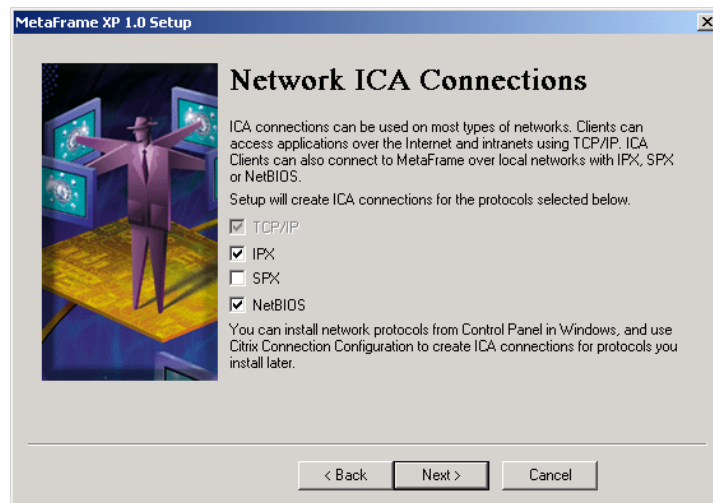 MetaFrame XP 1.0 Setup
Network ICA Connections
ICA connections can be used on most types of networks. Clients can
access applications over the Internet and intranets using TCP/IP. ICA
Clients can also connect to MetaFrame over local networks with IPX, SPX
or NetBIOS.
Setup will create ICA connections for the protocols selected below.
TCP/IP
IPX
SPX
NetBIOS
You can install network protocols from Control Panel in Windows, and use
Citrix Connection Configuration to create ICA connections for protocols you
install later.
< Back Next > Cancel